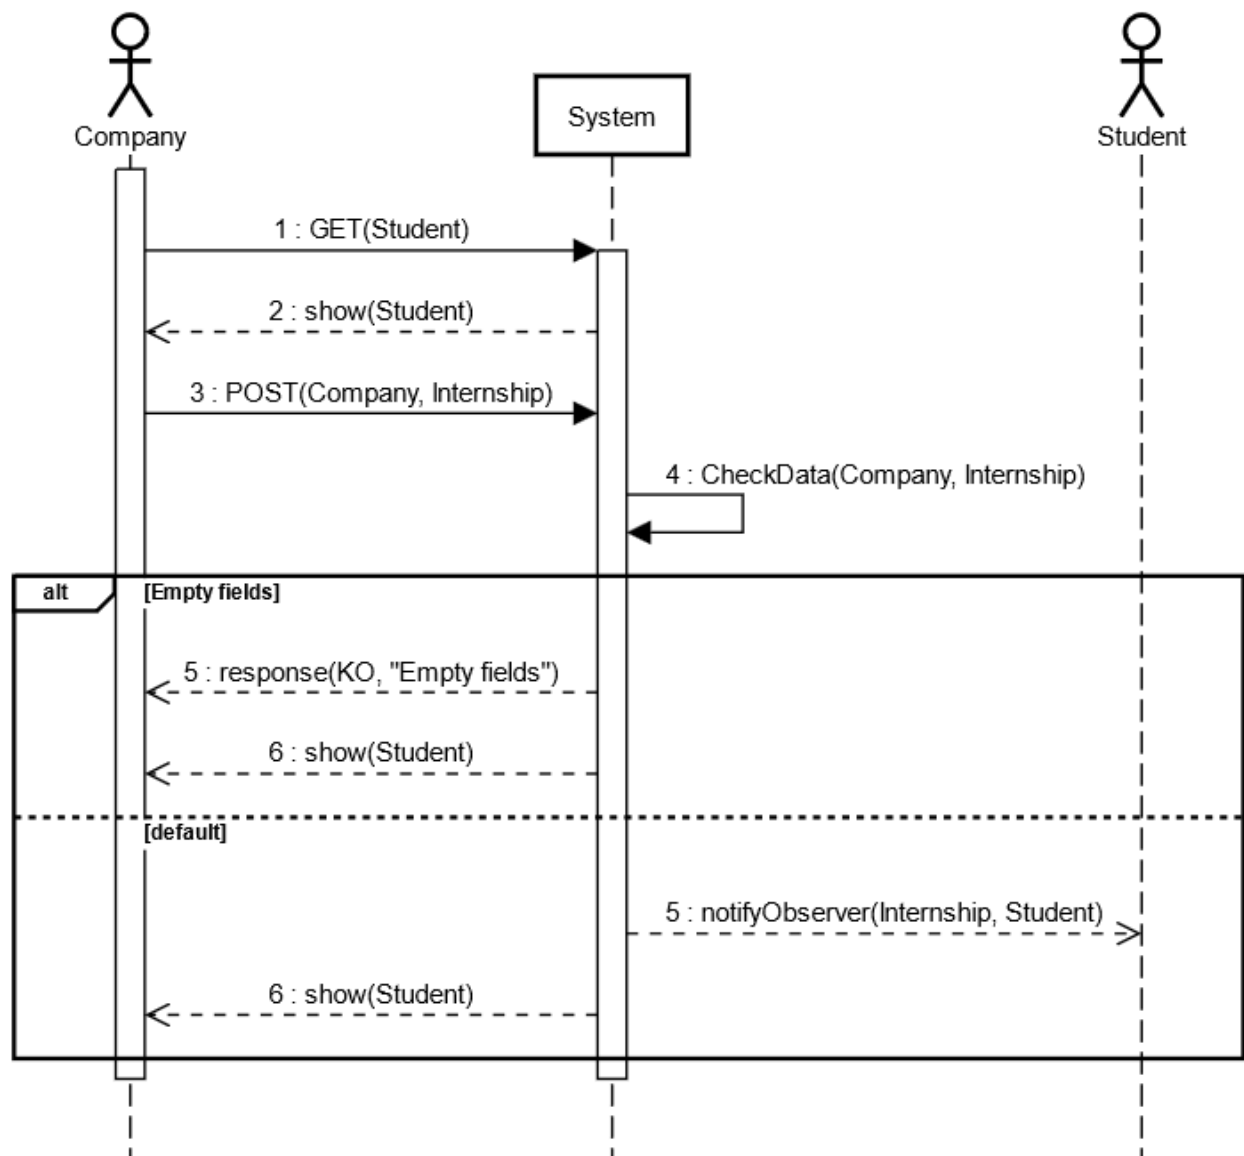 Company
System
Student
1 : GET(Student)
2 : show(Student)
3 : POST(Company, Internship)
4 : CheckData(Company, Internship)
alt
[Empty fields]
5 : response(KO, "Empty fields")
6 : show(Student)
[default]
5 : notifyObserver(Internship, Student)
6 : show(Student)